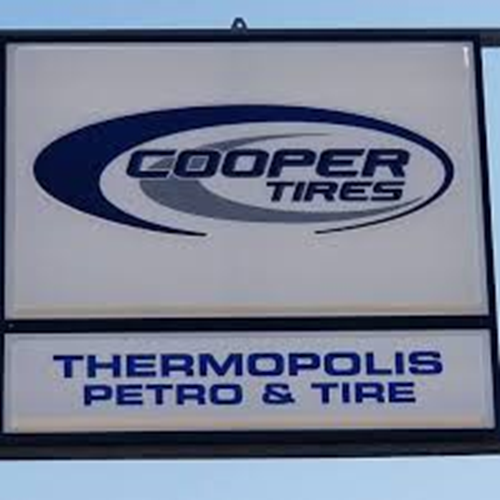 COOPER
TIRES
THERMOPOLIS
PETRO & TIRE